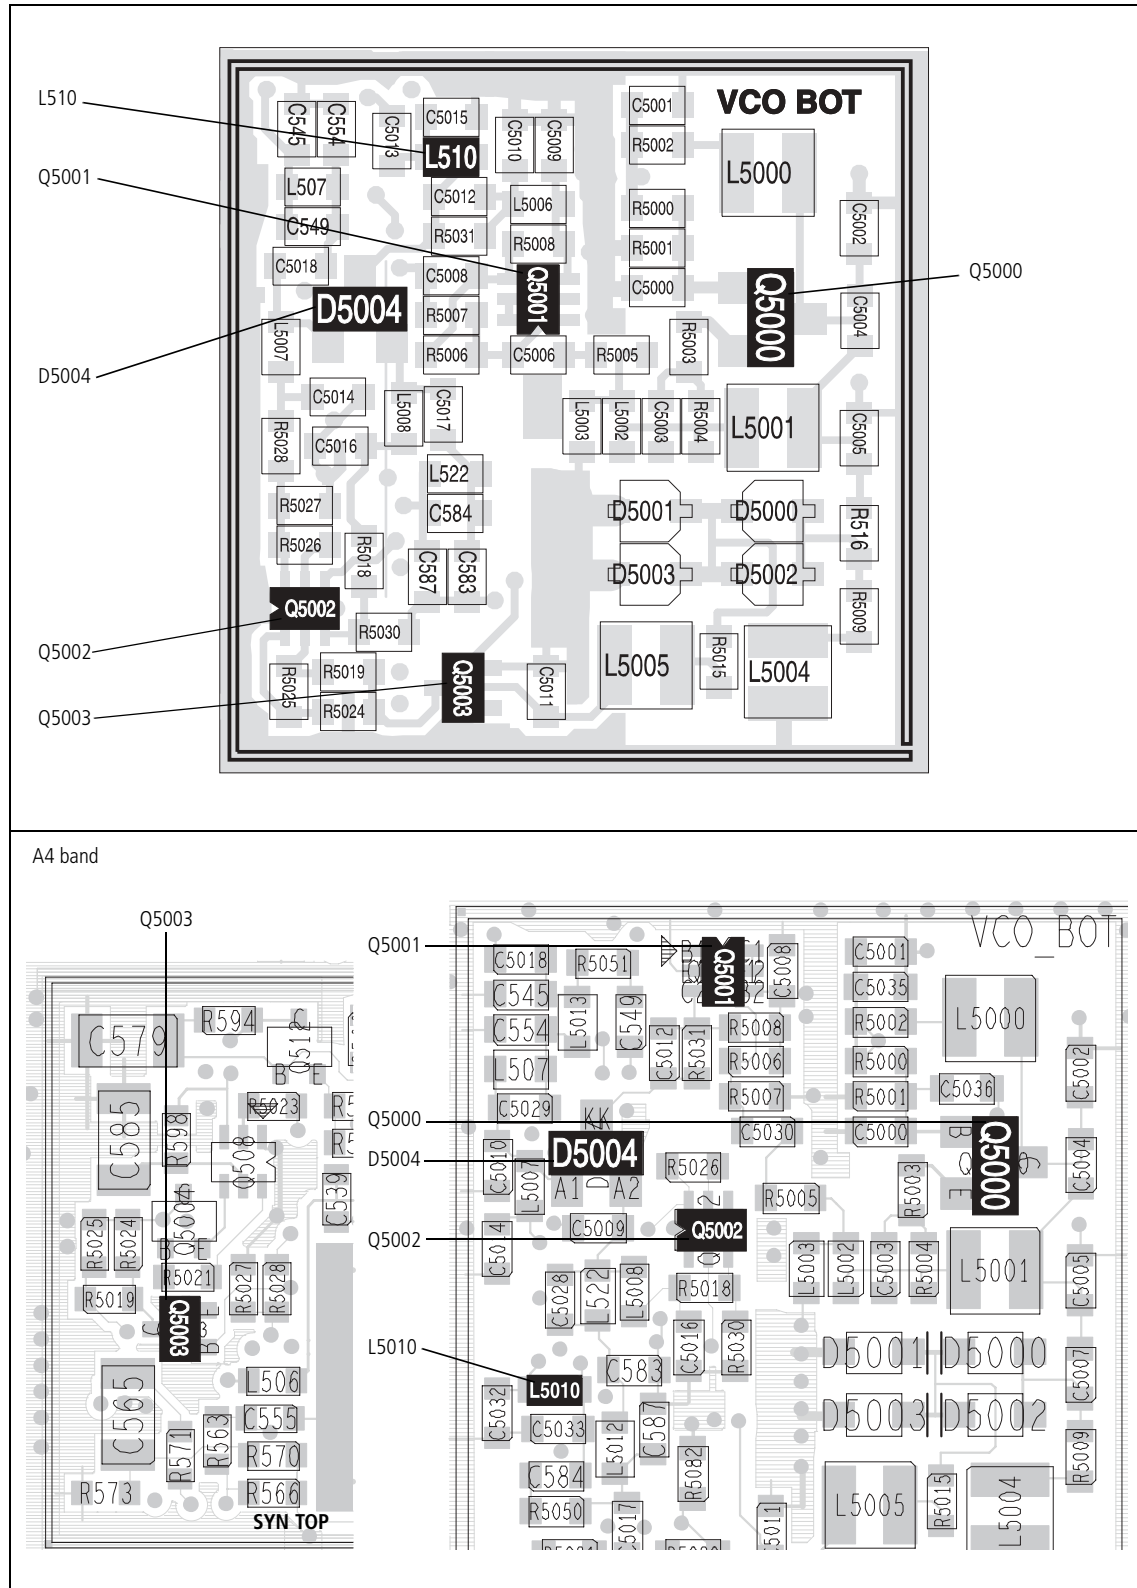 VCO BOT
L510
Q5001
Q5000
D5004
Q5002
Q5003
C545
C554
C5013
C5015
L510
C5010
C5009
C5001
R5002
L5000
L507
C549
C5018
C5012
R5031
L5006
R5008
R5000
R5001
C5000
C5002
D5004
C5008
R5007
R5006
Q5001
C5006
R5005
R5003
Q5000
C5004
L5007
C5014
C5016
L5008
C5017
L5003
L5002
C5003
R5004
L5001
C5005
R5028
R5027
R5026
R5018
L522
C584
C587
C583
D5001
D5000
D5003
D5002
R516
R5009
Q5002
R5030
R5025
R5019
R5024
Q5003
C5011
L5005
R5015
L5004
A4 band
Q5003
C579
R594
Q512
C
B E
C585
R598
R5023
Q508
C539
Q5004
B E
R5025
R5024
R5021
R5027
R5028
R5019
Q5003
C565
L506
C555
R571
R563
R570
R573
R566
SYN TOP
Q5001
Q5000
D5004
Q5002
L5010
VCO_BOT
C5018
R5051
Q5001
C5008
C5001
C545
C5035
C554
L5013
C549
R5008
R5002
L5000
L507
C5012
R5031
R5006
R5000
C5002
C5029
R5007
R5001
C5036
KK
C5030
C5000
Q5000
B
E
C5010
L5007
D5004
A1
D
A2
R5026
C5004
R5005
R5003
C5014
C5009
Q5002
L5003
L5002
C5003
R5004
L5001
C5005
C5028
L522
L5008
R5018
C5016
R5030
D5001
D5000
C5007
C583
L5010
D5003
D5002
C5032
C5033
L5012
C587
R5009
C584
R5082
R5050
L5005
R5015
L5004